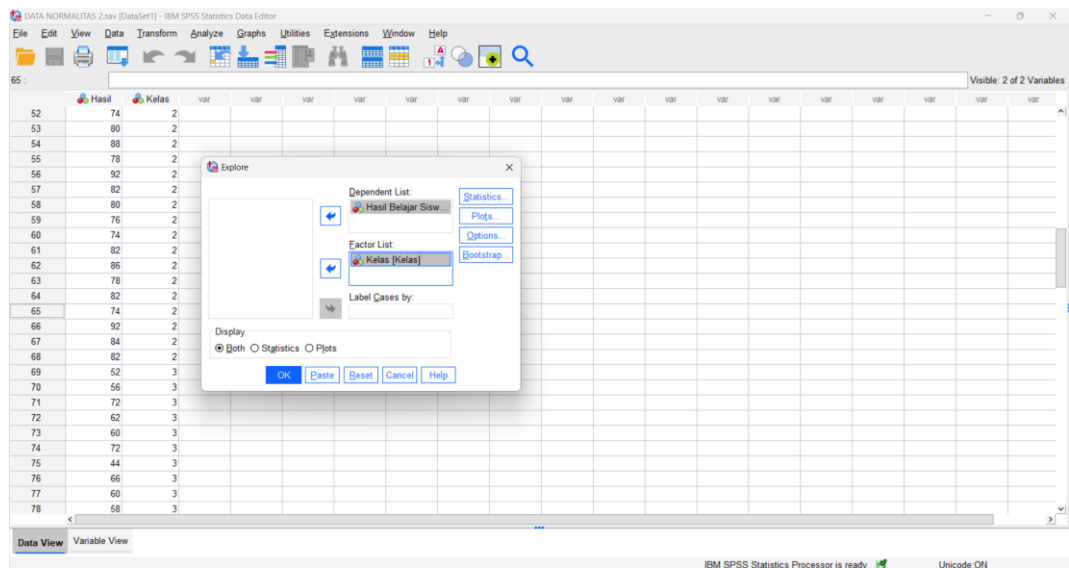 DATA NORMALITAS 2.sav [DataSet1] - IBM SPSS Statistics Data Editor
File Edit View Data Transform Analyze Graphs Utilities Extensions Window Help
65 :
Visible: 2 of 2 Variables
Hasil Kelas var var var var var var var var var var var var var var var var var
52 74 2
53 80 2
54 88 2
55 78 2
56 92 2
57 82 2
58 80 2
59 76 2
60 74 2
61 82 2
62 86 2
63 78 2
64 82 2
65 74 2
66 92 2
67 84 2
68 82 2
69 52 3
70 56 3
71 72 3
72 62 3
73 60 3
74 72 3
75 44 3
76 66 3
77 60 3
78 58 3
Explore
Dependent List:
Hasil Belajar Sisw...
Factor List:
Kelas [Kelas]
Label Cases by:
Statistics...
Plots...
Options...
Bootstrap...
Display
Both Statistics Plots
OK Paste Reset Cancel Help
Data View Variable View
IBM SPSS Statistics Processor is ready Unicode:ON